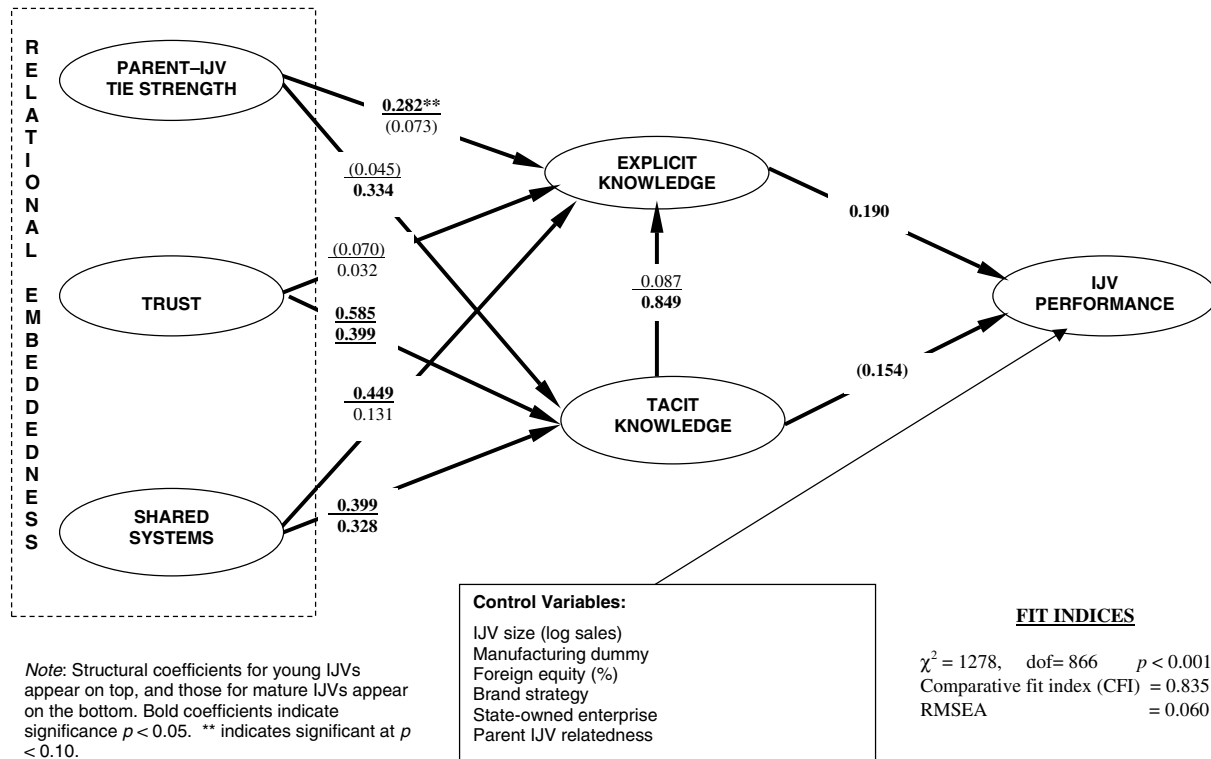 RELATIONAL EMBEDDEDNESS
PARENT–IJV
TIE STRENGTH
0.282**
(0.073)
EXPLICIT
KNOWLEDGE
(0.045)
0.334
0.190
(0.070)
0.032
TRUST
0.087
0.849
IJV
PERFORMANCE
0.585
0.399
(0.154)
0.449
0.131
TACIT
KNOWLEDGE
0.399
0.328
SHARED
SYSTEMS
Control Variables:
IJV size (log sales)
Manufacturing dummy
Foreign equity (%)
Brand strategy
State-owned enterprise
Parent IJV relatedness
FIT INDICES
χ² = 1278, dof= 866 p < 0.001
Comparative fit index (CFI) = 0.835
RMSEA = 0.060
Note: Structural coefficients for young IJVs
appear on top, and those for mature IJVs appear
on the bottom. Bold coefficients indicate
significance p < 0.05. ** indicates significant at p
< 0.10.